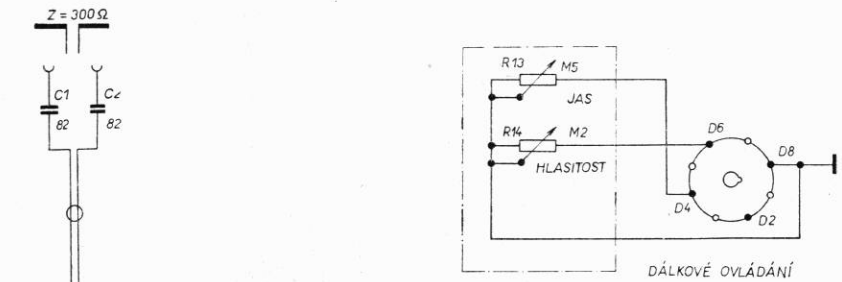 Z = 300 Ω
C1
82
C2
82
R13
M5
JAS
R14
M2
HLASITOST
D6
D8
D4
D2
DÁLKOVÉ OVLÁDÁNÍ